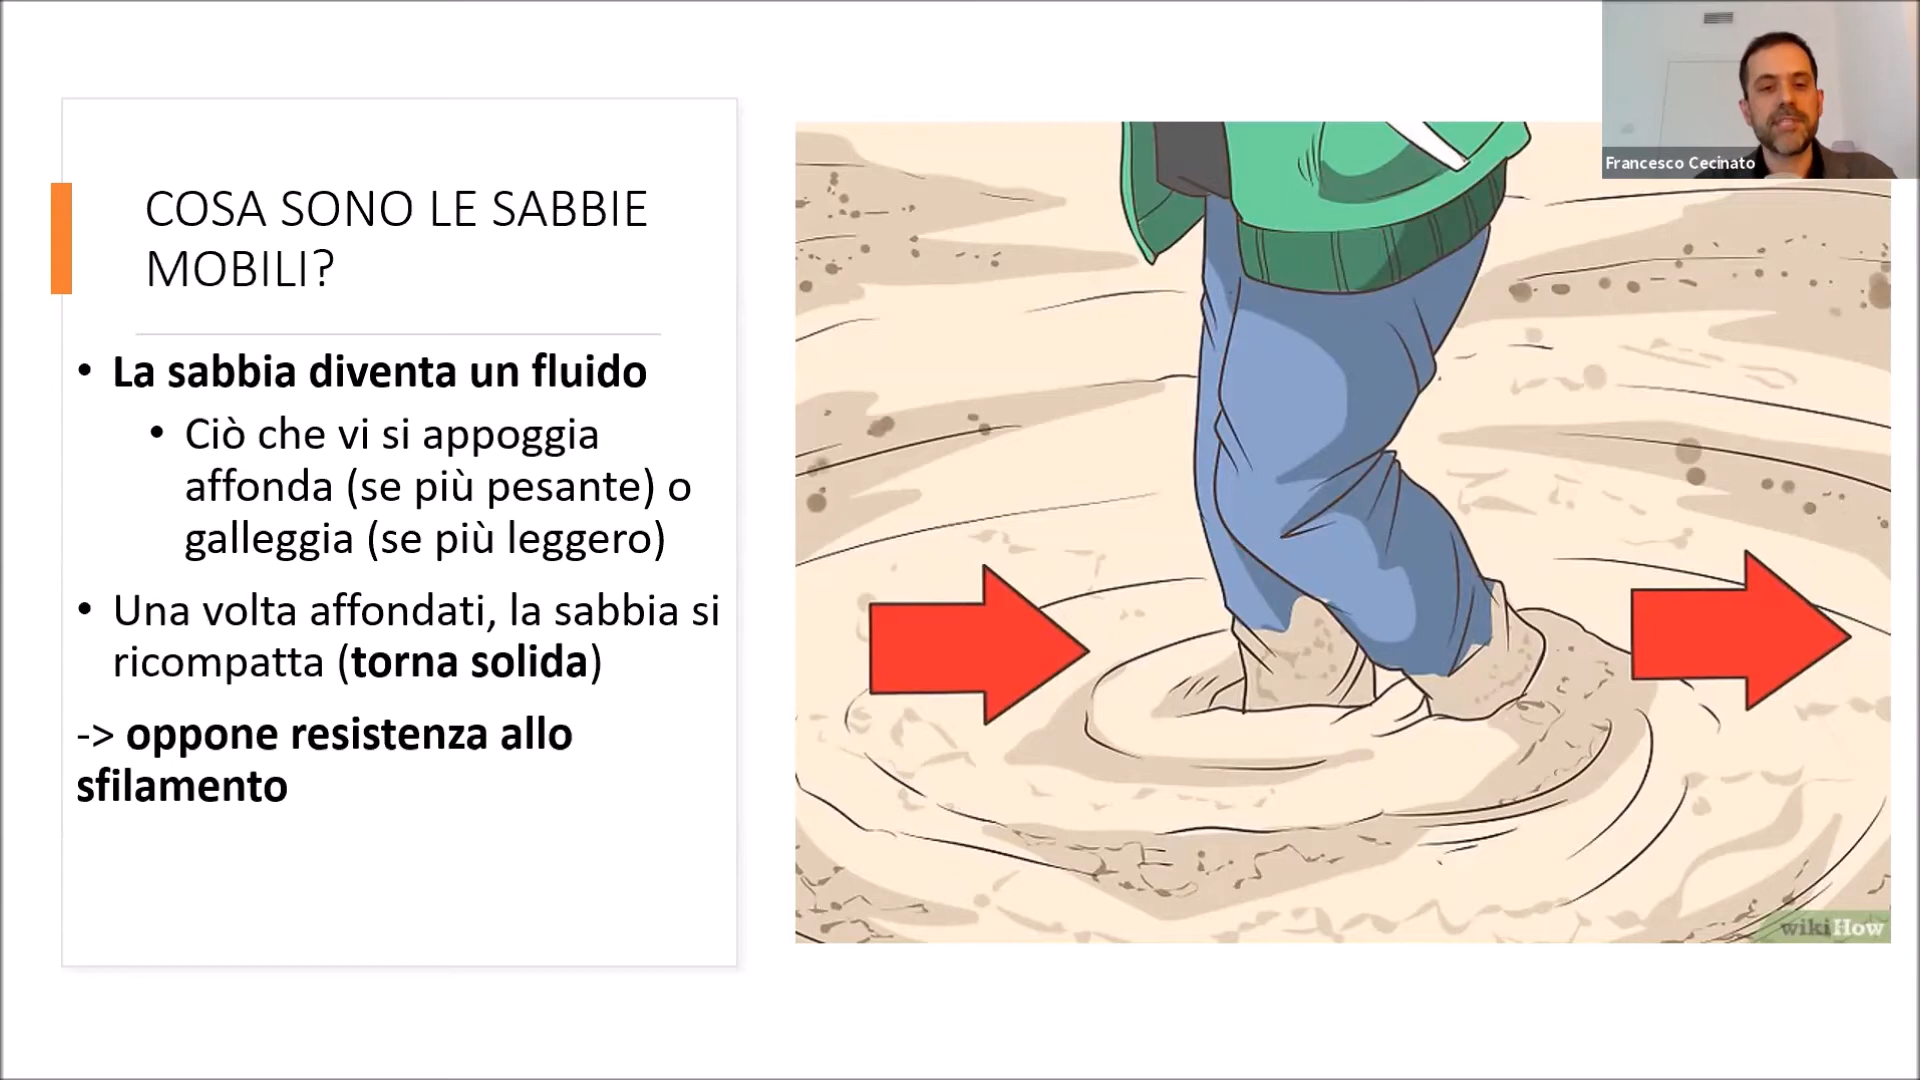 COSA SONO LE SABBIE
MOBILI?
• La sabbia diventa un fluido
• Ciò che vi si appoggia
affonda (se più pesante) o
galleggia (se più leggero)
• Una volta affondati, la sabbia si
ricompatta (torna solida)
-> oppone resistenza allo
sfilamento
Francesco Cecinato
wikiHow